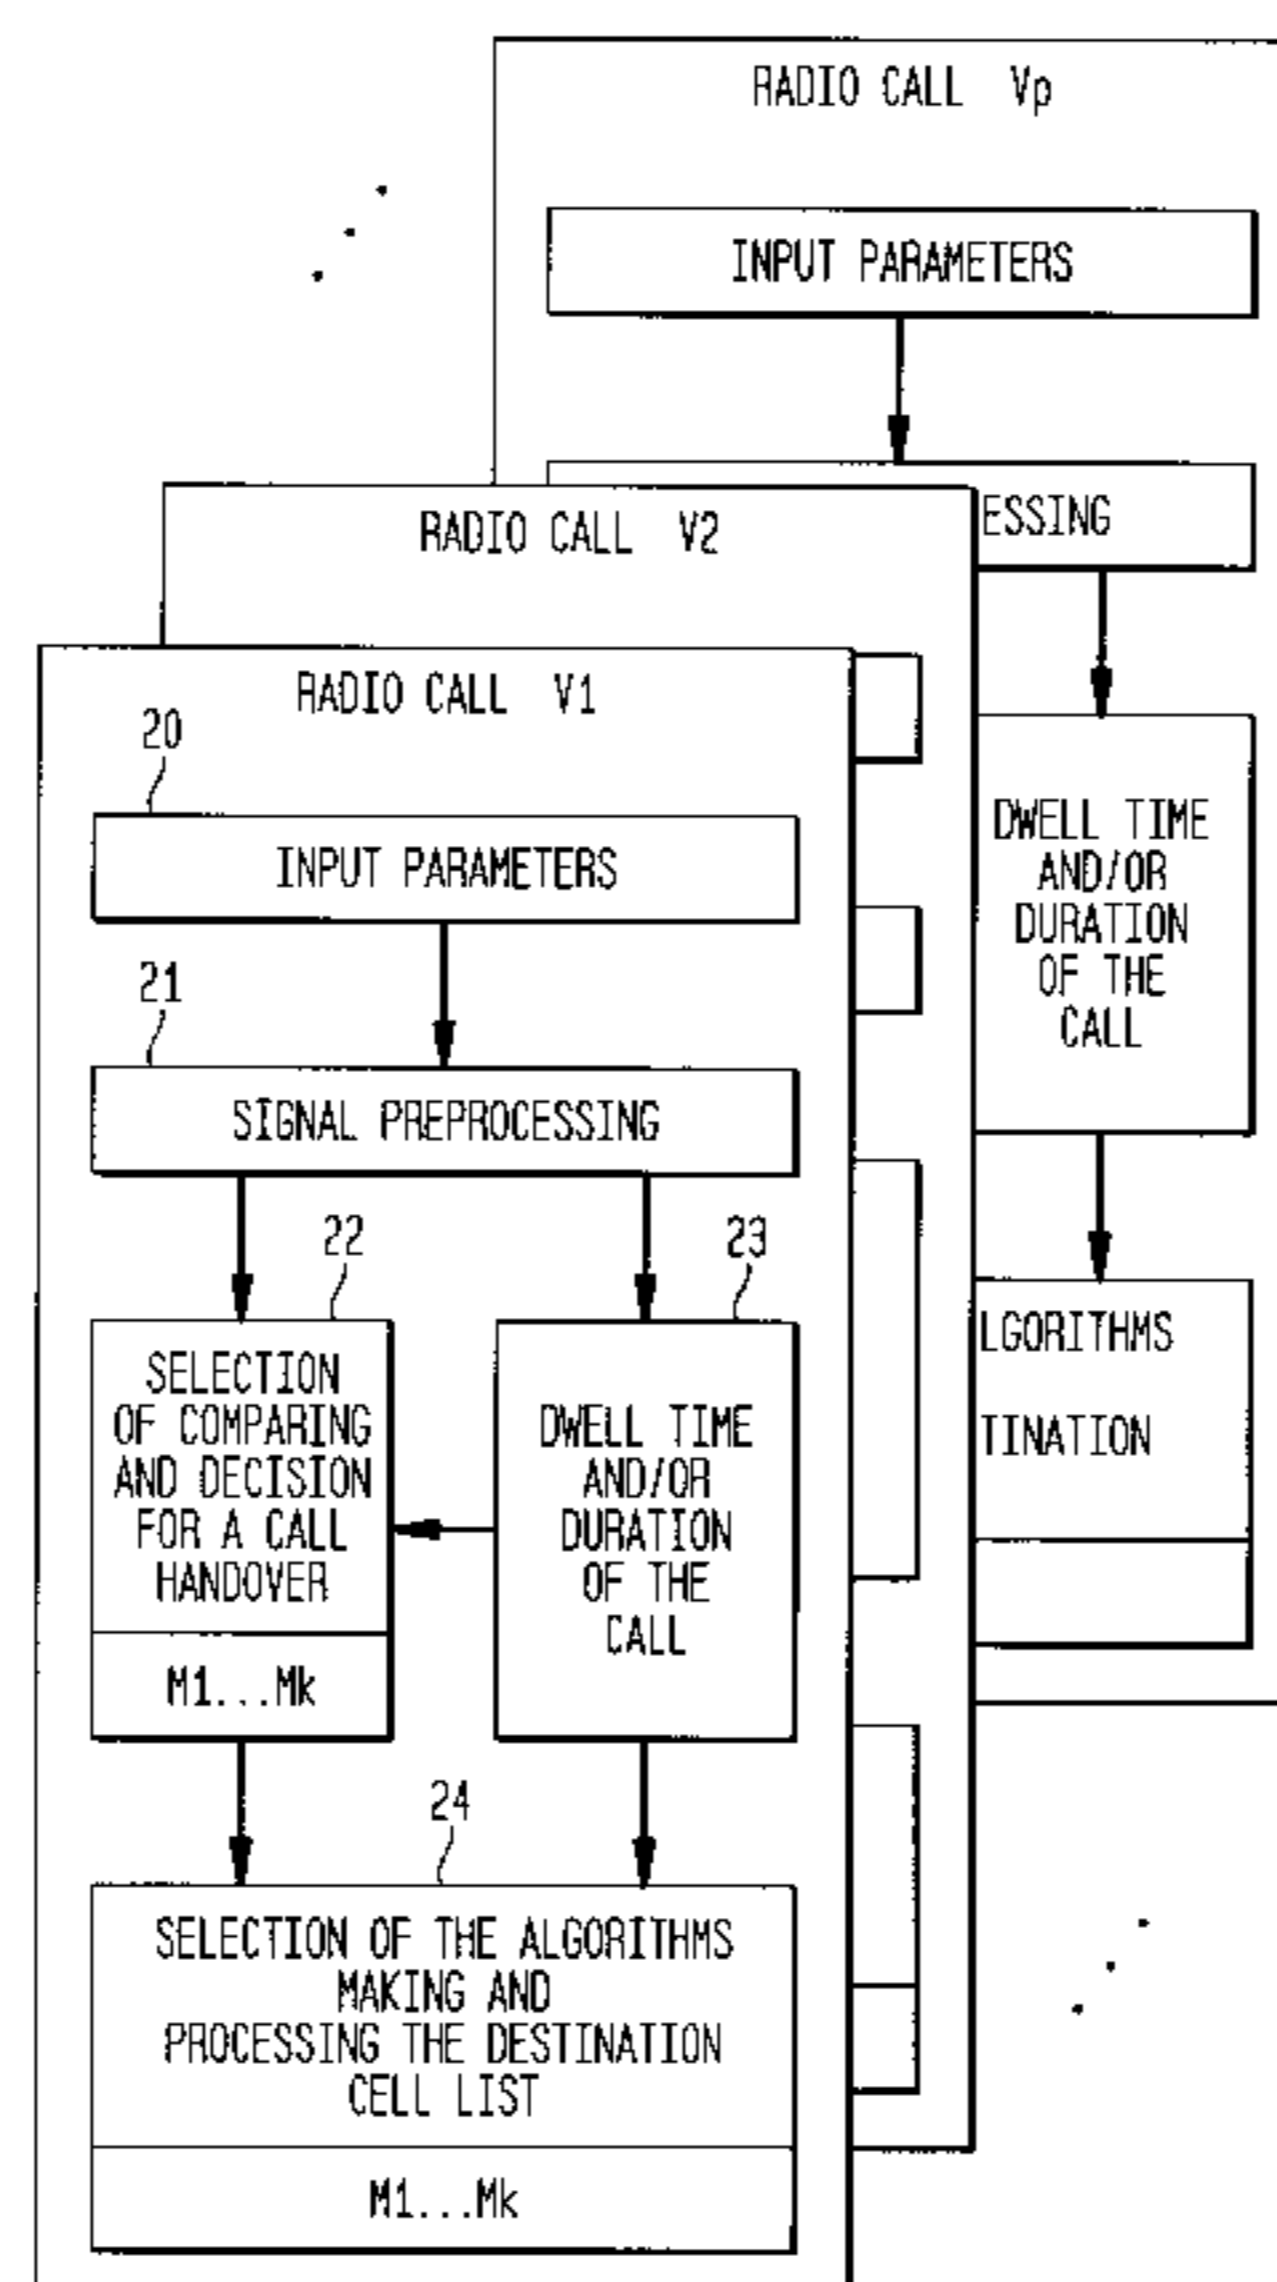 RADIO CALL Vp
INPUT PARAMETERS
ESSING
DWELL TIME
AND/OR
DURATION
OF THE
CALL
LGORITHMS
TINATION
RADIO CALL V2
RADIO CALL V1
20
INPUT PARAMETERS
21
SIGNAL PREPROCESSING
22
SELECTION
OF COMPARING
AND DECISION
FOR A CALL
HANDOVER
M1...Mk
23
DWELL TIME
AND/OR
DURATION
OF THE
CALL
24
SELECTION OF THE ALGORITHMS
MAKING AND
PROCESSING THE DESTINATION
CELL LIST
M1...Mk